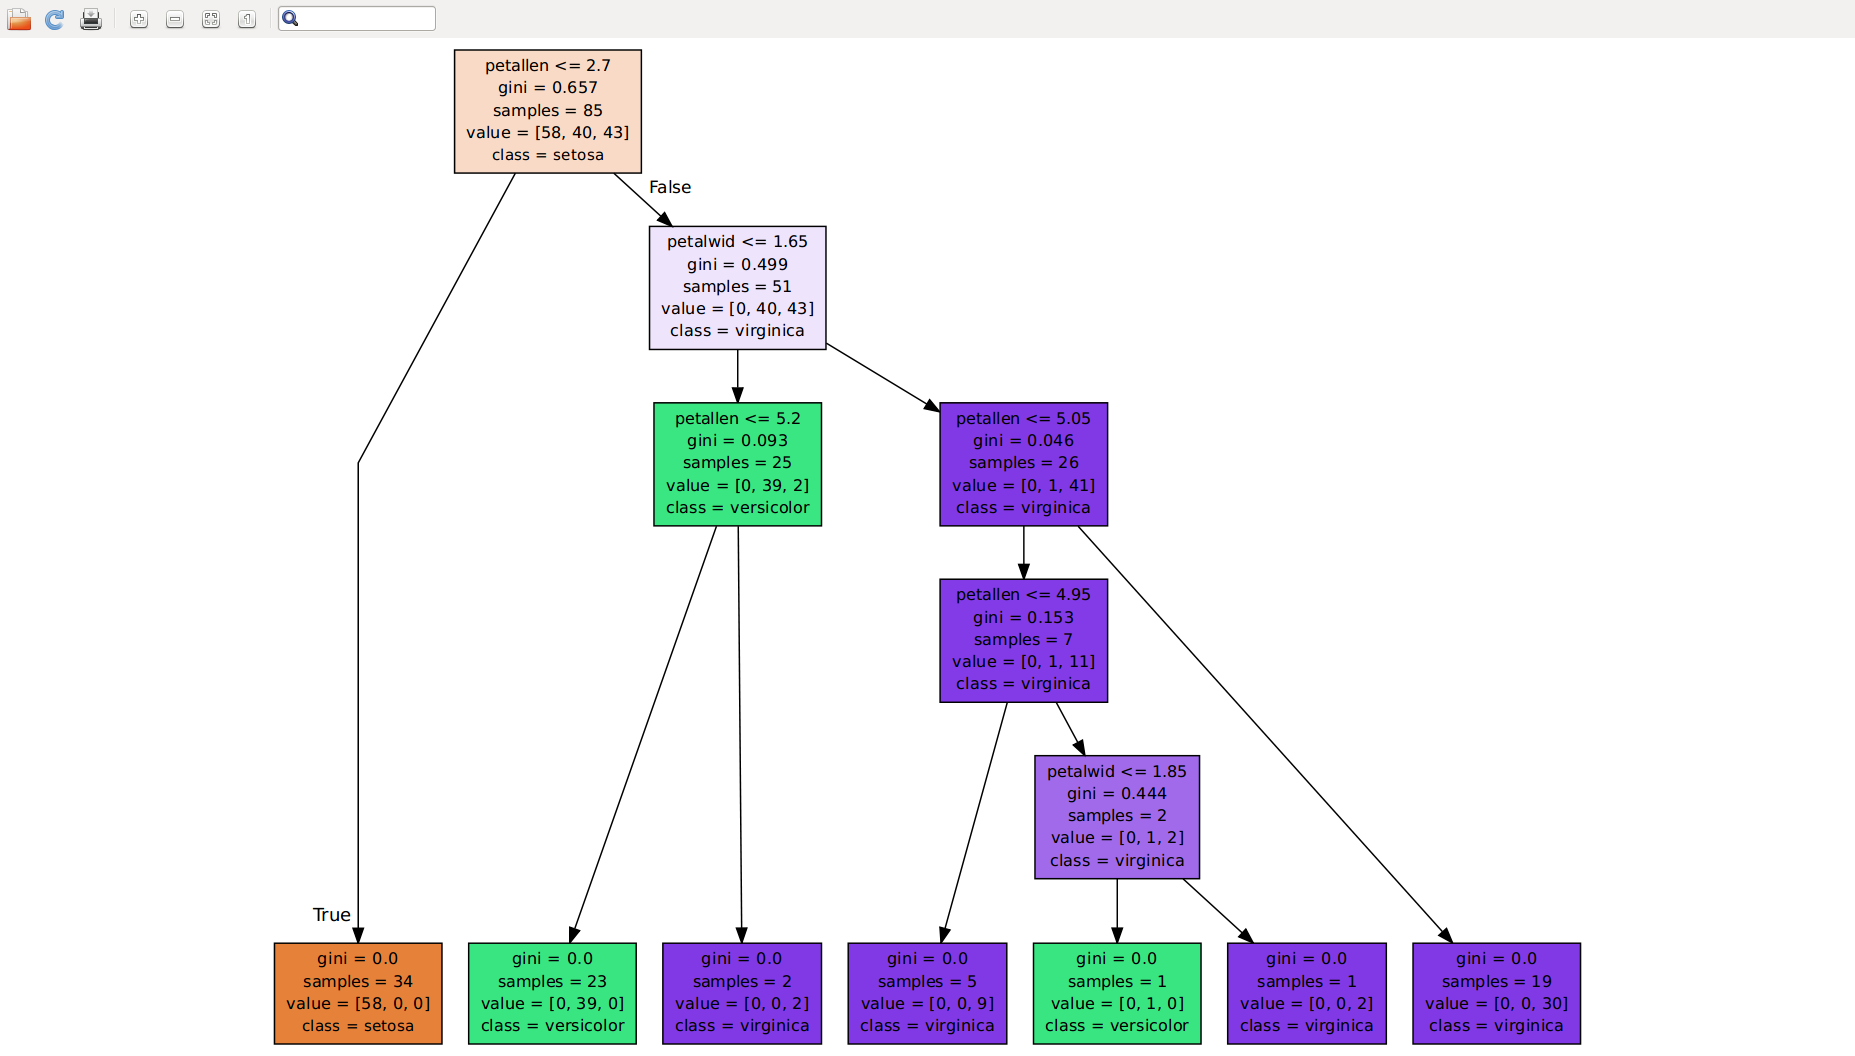 petallen <= 2.7
gini = 0.657
samples = 85
value = [58, 40, 43]
class = setosa
False
petalwid <= 1.65
gini = 0.499
samples = 51
value = [0, 40, 43]
class = virginica
petallen <= 5.2
gini = 0.093
samples = 25
value = [0, 39, 2]
class = versicolor
petallen <= 5.05
gini = 0.046
samples = 26
value = [0, 1, 41]
class = virginica
petallen <= 4.95
gini = 0.153
samples = 7
value = [0, 1, 11]
class = virginica
petalwid <= 1.85
gini = 0.444
samples = 2
value = [0, 1, 2]
class = virginica
True
gini = 0.0
samples = 34
value = [58, 0, 0]
class = setosa
gini = 0.0
samples = 23
value = [0, 39, 0]
class = versicolor
gini = 0.0
samples = 2
value = [0, 0, 2]
class = virginica
gini = 0.0
samples = 5
value = [0, 0, 9]
class = virginica
gini = 0.0
samples = 1
value = [0, 1, 0]
class = versicolor
gini = 0.0
samples = 1
value = [0, 0, 2]
class = virginica
gini = 0.0
samples = 19
value = [0, 0, 30]
class = virginica